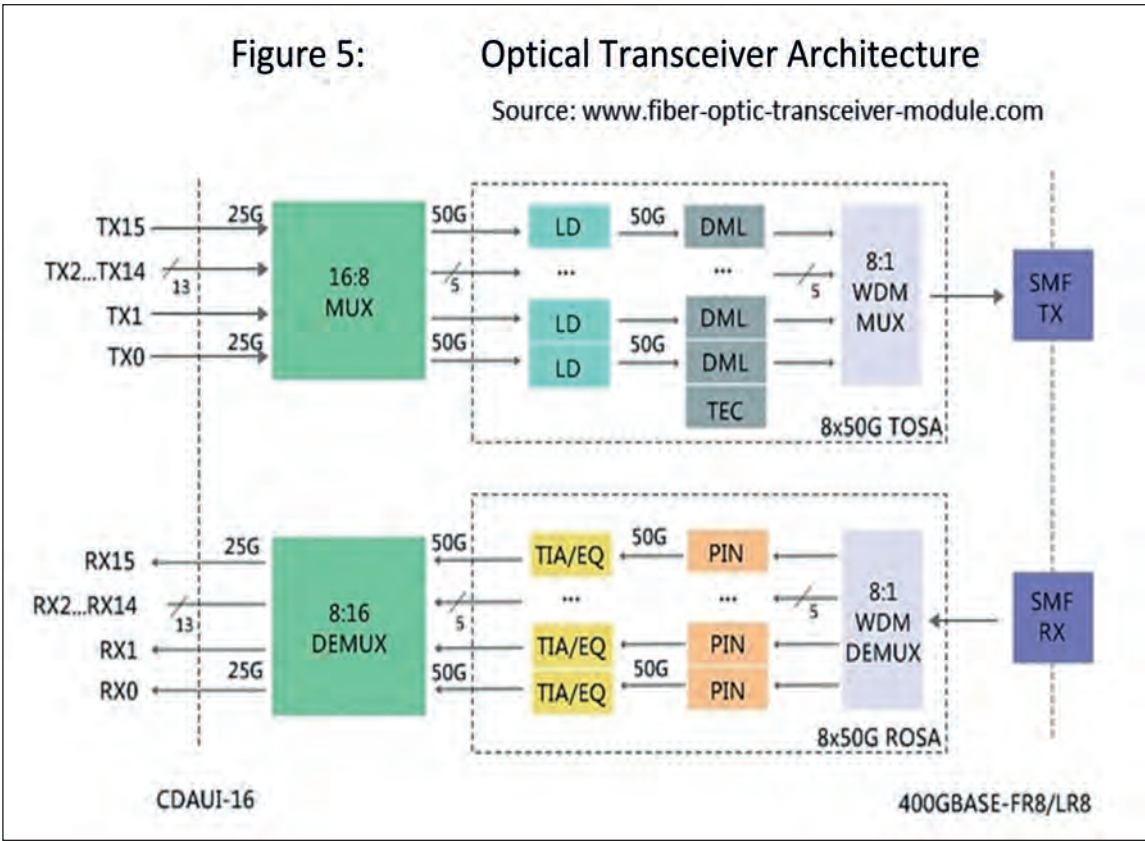 Figure 5: Optical Transceiver Architecture
Source: www.fiber-optic-transceiver-module.com
TX15
TX2...TX14
TX1
TX0
25G
13
25G
16:8
MUX
50G
5
50G
LD
...
LD
LD
50G
50G
DML
...
DML
DML
TEC
5
8:1
WDM
MUX
8x50G TOSA
SMF
TX
RX15
RX2...RX14
RX1
RX0
25G
13
25G
8:16
DEMUX
50G
5
50G
TIA/EQ
...
TIA/EQ
TIA/EQ
50G
50G
PIN
...
PIN
PIN
5
8:1
WDM
DEMUX
8x50G ROSA
SMF
RX
CDAUI-16
400GBASE-FR8/LR8